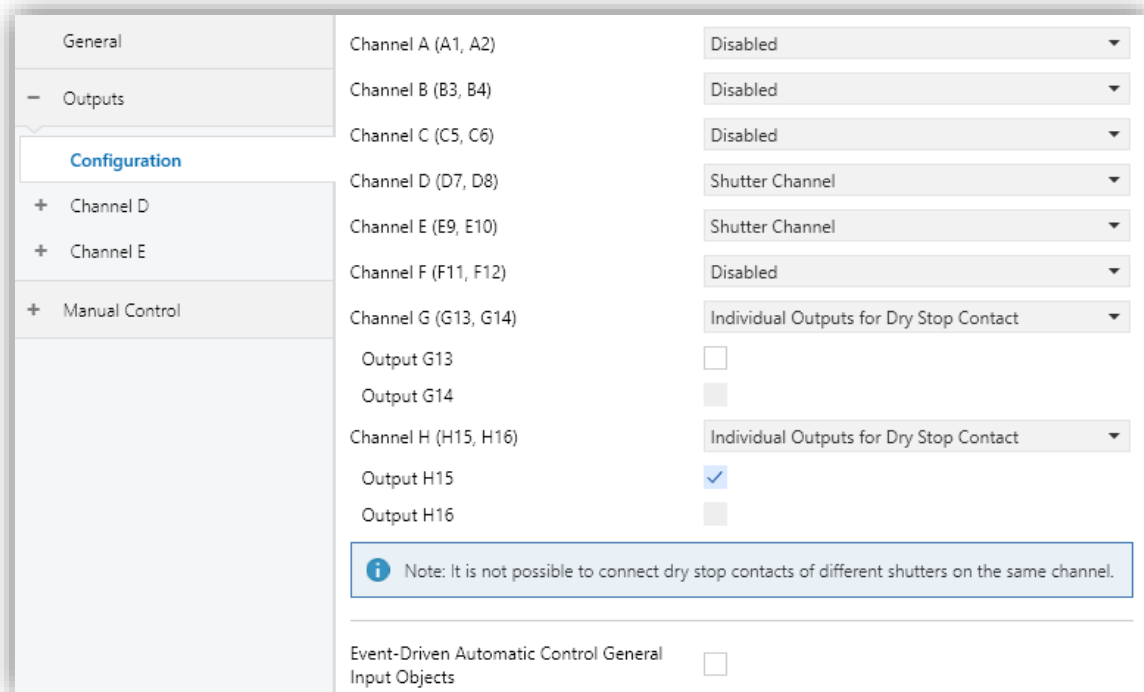 General
− Outputs
Configuration
+ Channel D
+ Channel E
+ Manual Control
Channel A (A1, A2) Disabled
Channel B (B3, B4) Disabled
Channel C (C5, C6) Disabled
Channel D (D7, D8) Shutter Channel
Channel E (E9, E10) Shutter Channel
Channel F (F11, F12) Disabled
Channel G (G13, G14) Individual Outputs for Dry Stop Contact
Output G13
Output G14
Channel H (H15, H16) Individual Outputs for Dry Stop Contact
Output H15
Output H16
Note: It is not possible to connect dry stop contacts of different shutters on the same channel.
Event-Driven Automatic Control General
Input Objects